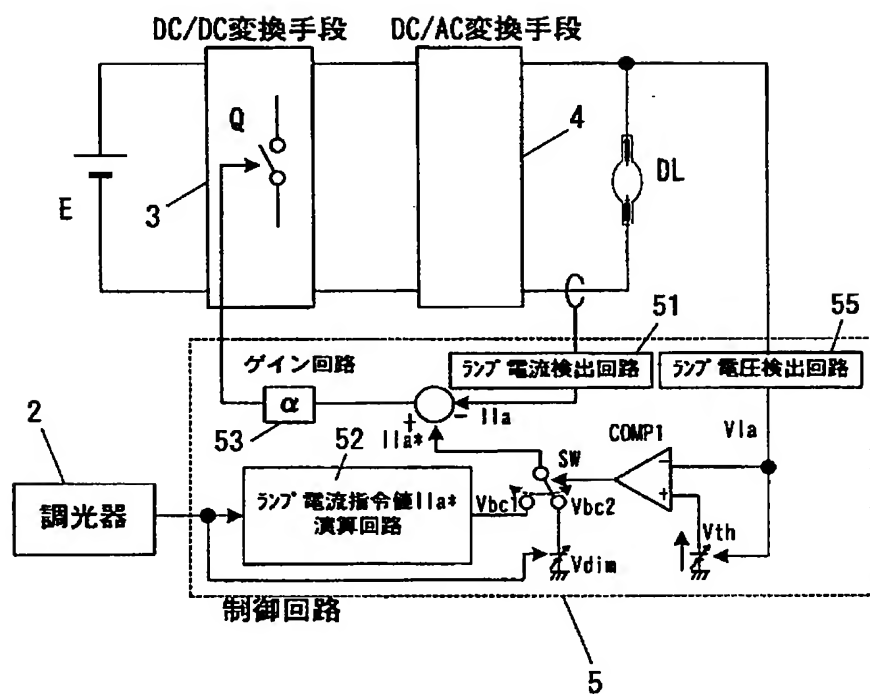 DC/DC変換手段 DC/AC変換手段
Q
4
E
3
DL
51
55
ゲイン回路
ランプ電流検出回路
ランプ電圧検出回路
α
+
-
Ila
Ila*
53
2
52
COMP1
Vla
SW
-
+
調光器
ランプ電流指令値Ila*
演算回路
Vbc1
Vbc2
Vth
Vdim
制御回路
5